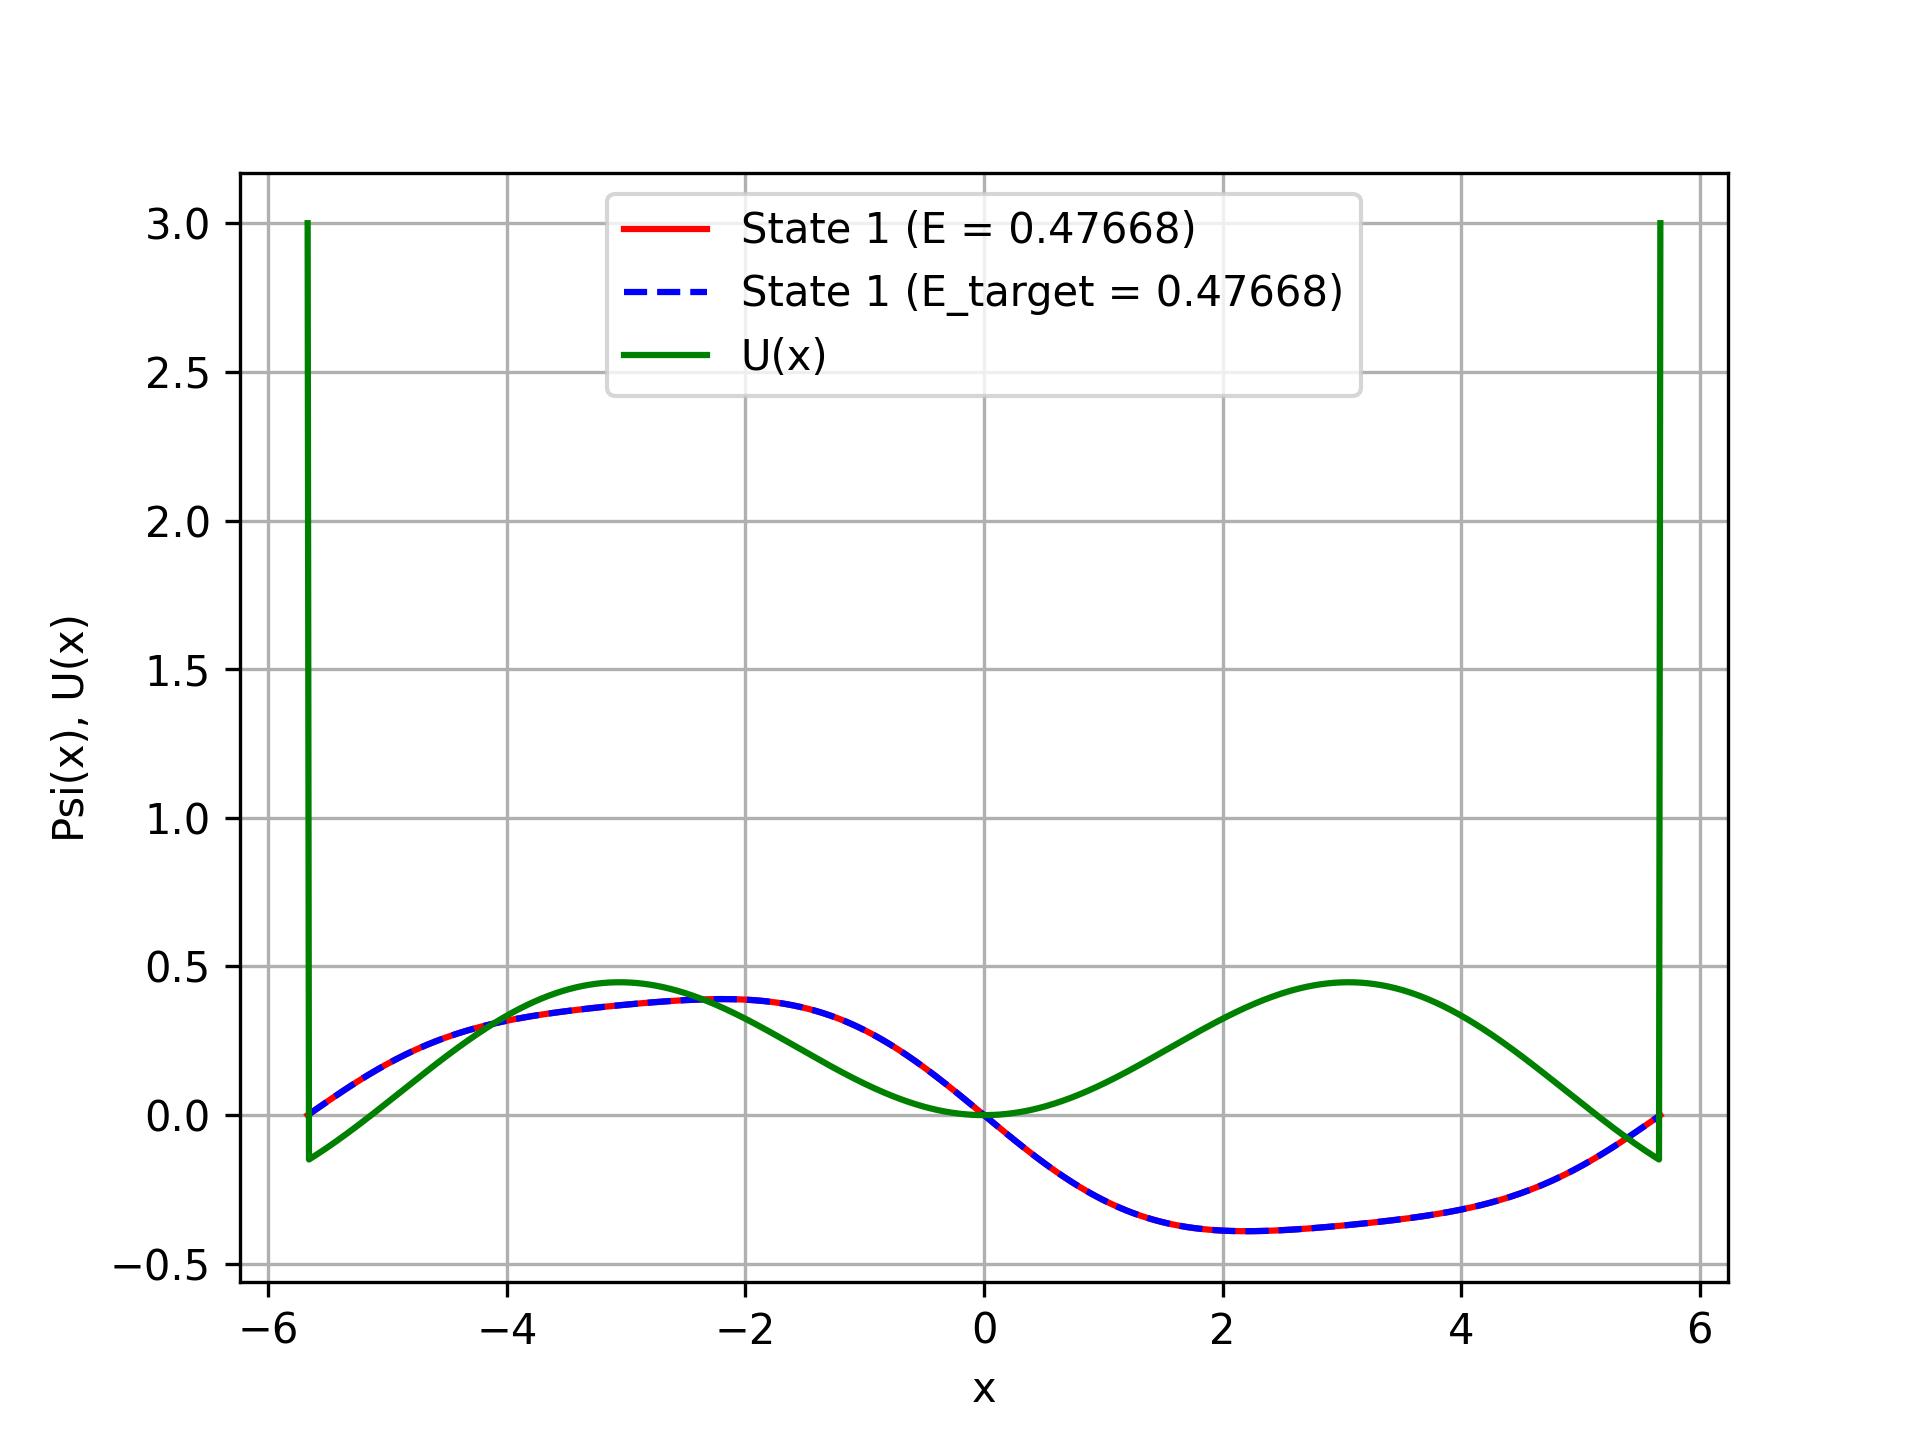 State 1 (E = 0.47668)
State 1 (E_target = 0.47668)
U(x)
3.0
2.5
2.0
1.5
1.0
0.5
0.0
−0.5
Psi(x), U(x)
−6 −4 −2 0 2 4 6
x